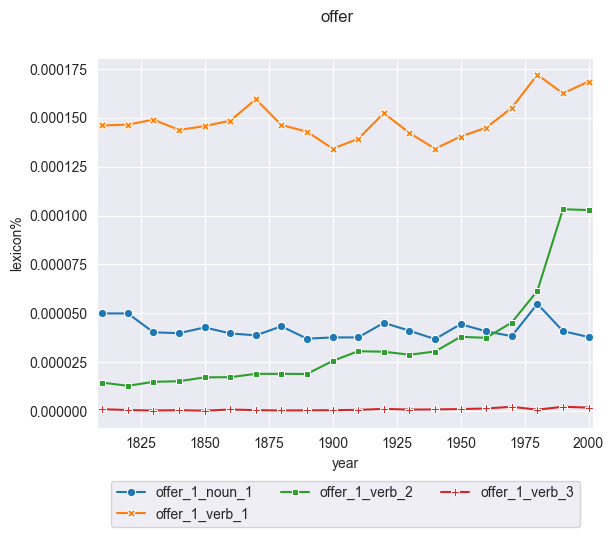 offer
0.000175
0.000150
0.000125
0.000100
0.000075
0.000050
0.000025
0.000000
lexicon%
1825 1850 1875 1900 1925 1950 1975 2000
year
offer_1_noun_1 offer_1_verb_2 offer_1_verb_3
offer_1_verb_1